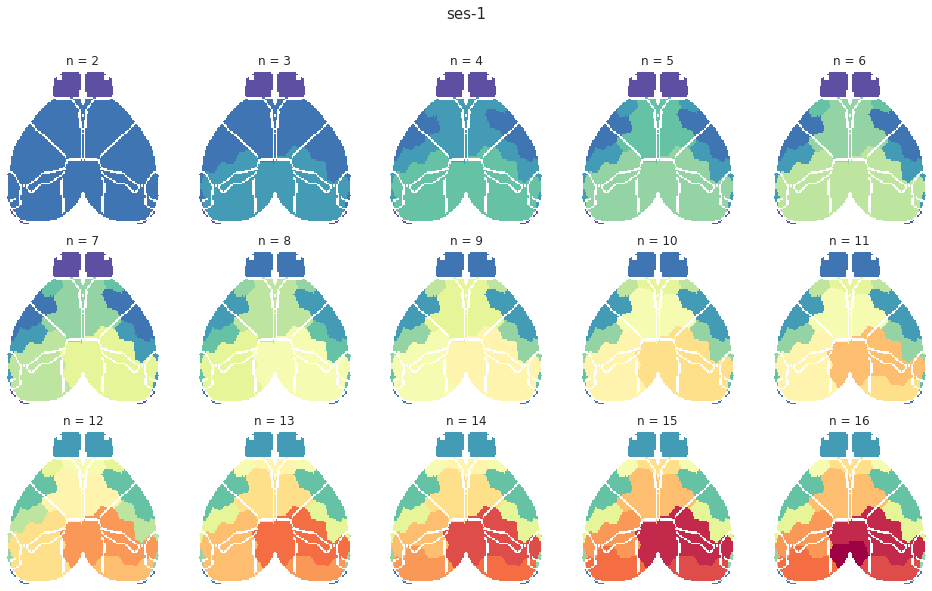 ses-1
n = 2
n = 3
n = 4
n = 5
n = 6
n = 7
n = 8
n = 9
n = 10
n = 11
n = 12
n = 13
n = 14
n = 15
n = 16